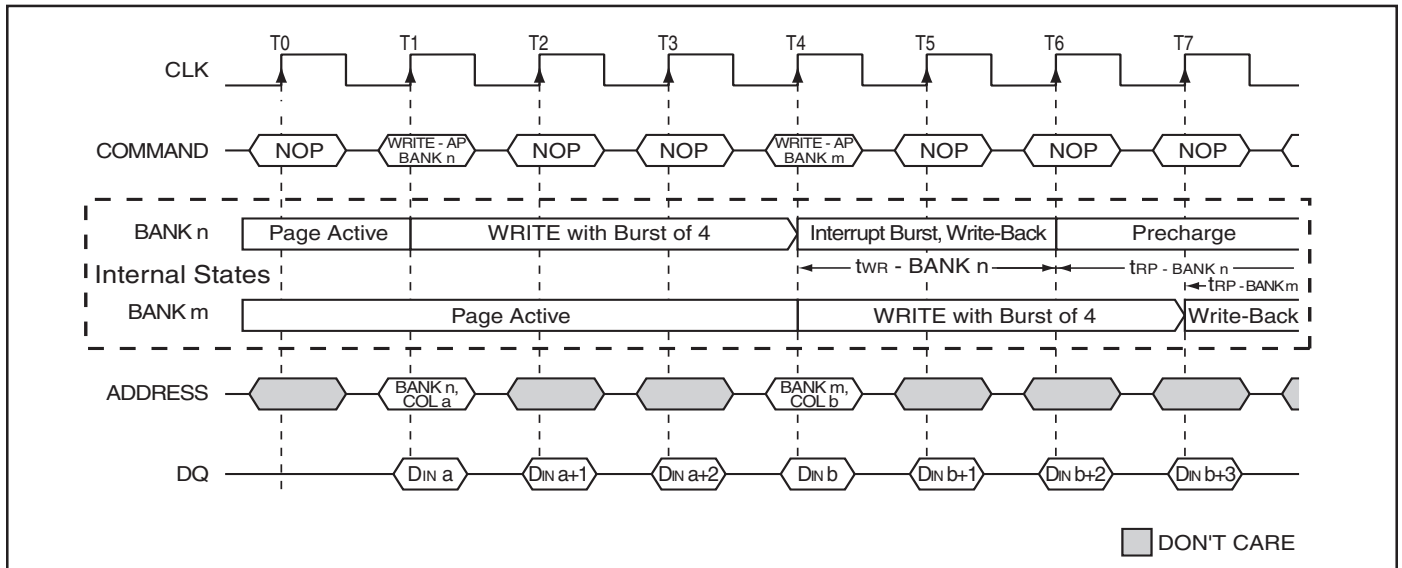 T0 T1 T2 T3 T4 T5 T6 T7
CLK
COMMAND NOP WRITE - AP BANK n NOP NOP WRITE - AP BANK m NOP NOP NOP
BANK n Page Active WRITE with Burst of 4 Interrupt Burst, Write-Back Precharge
Internal States tWR - BANK n tRP - BANK n
tRP - BANK m
BANK m Page Active WRITE with Burst of 4 Write-Back
ADDRESS BANK n, COL a BANK m, COL b
DQ DIN a DIN a+1 DIN a+2 DIN b DIN b+1 DIN b+2 DIN b+3
DON'T CARE